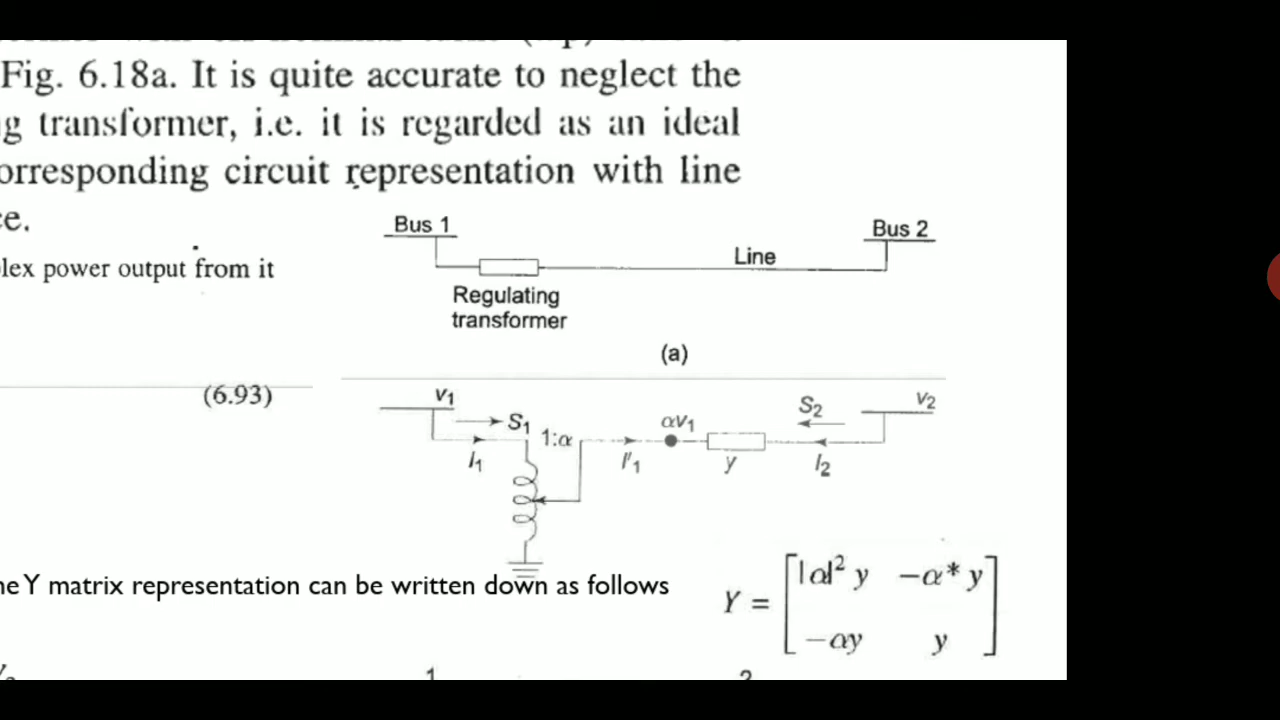 Fig. 6.18a. It is quite accurate to neglect the
g transformer, i.e. it is regarded as an ideal
orresponding circuit representation with line
ce.
lex power output from it
Bus 1
Bus 2
Line
Regulating
transformer
(a)
(6.93)
V1
S1
S2
V2
1:α
αV1
I1
I'1
y
I2
ne Y matrix representation can be written down as follows
Y = [ |α|² y −α* y
−αy y ]